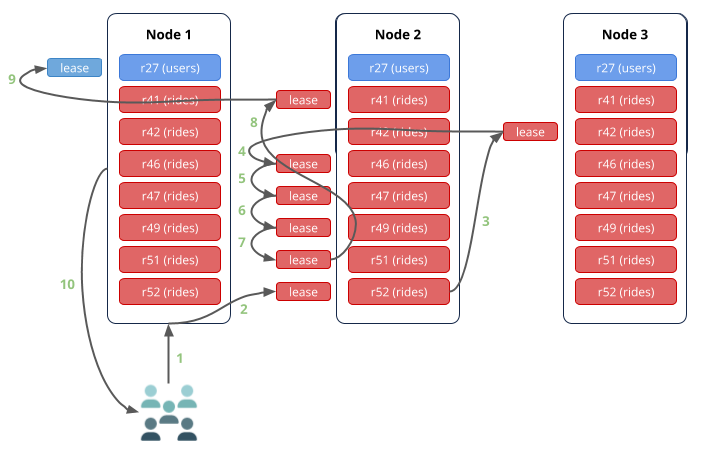 Node 1
Node 2
Node 3
lease
r27 (users)
r27 (users)
r27 (users)
9
r41 (rides)
lease
r41 (rides)
r41 (rides)
8
r42 (rides)
r42 (rides)
lease
r42 (rides)
4
r46 (rides)
lease
r46 (rides)
r46 (rides)
5
r47 (rides)
lease
r47 (rides)
r47 (rides)
6
3
r49 (rides)
lease
r49 (rides)
r49 (rides)
7
r51 (rides)
lease
r51 (rides)
r51 (rides)
10
r52 (rides)
lease
r52 (rides)
r52 (rides)
2
1